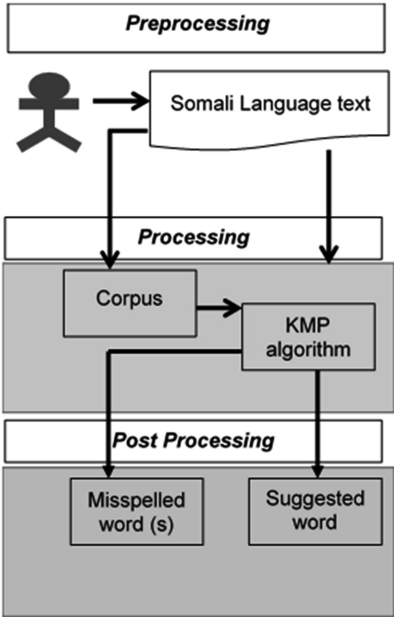 Preprocessing
Somali Language text
Processing
Corpus
KMP
algorithm
Post Processing
Misspelled
word (s)
Suggested
word